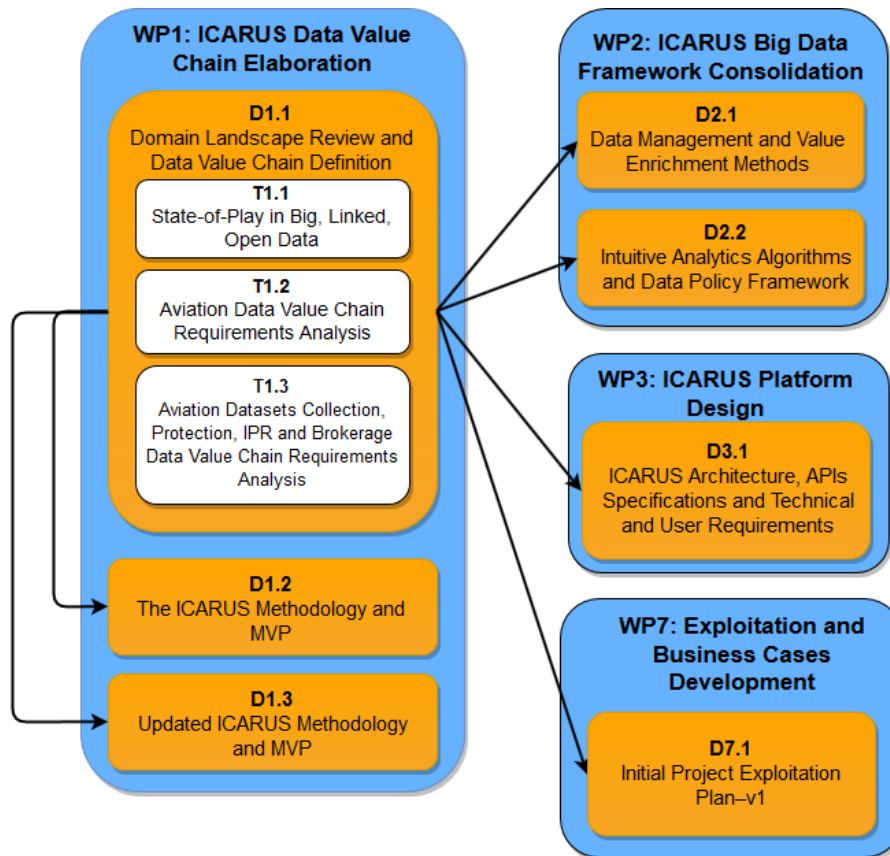 WP1: ICARUS Data Value
Chain Elaboration
D1.1
Domain Landscape Review and
Data Value Chain Definition
T1.1
State-of-Play in Big, Linked,
Open Data
T1.2
Aviation Data Value Chain
Requirements Analysis
T1.3
Aviation Datasets Collection,
Protection, IPR and Brokerage
Data Value Chain Requirements
Analysis
D1.2
The ICARUS Methodology and
MVP
D1.3
Updated ICARUS Methodology
and MVP
WP2: ICARUS Big Data
Framework Consolidation
D2.1
Data Management and Value
Enrichment Methods
D2.2
Intuitive Analytics Algorithms
and Data Policy Framework
WP3: ICARUS Platform
Design
D3.1
ICARUS Architecture, APIs
Specifications and Technical
and User Requirements
WP7: Exploitation and
Business Cases
Development
D7.1
Initial Project Exploitation
Plan–v1